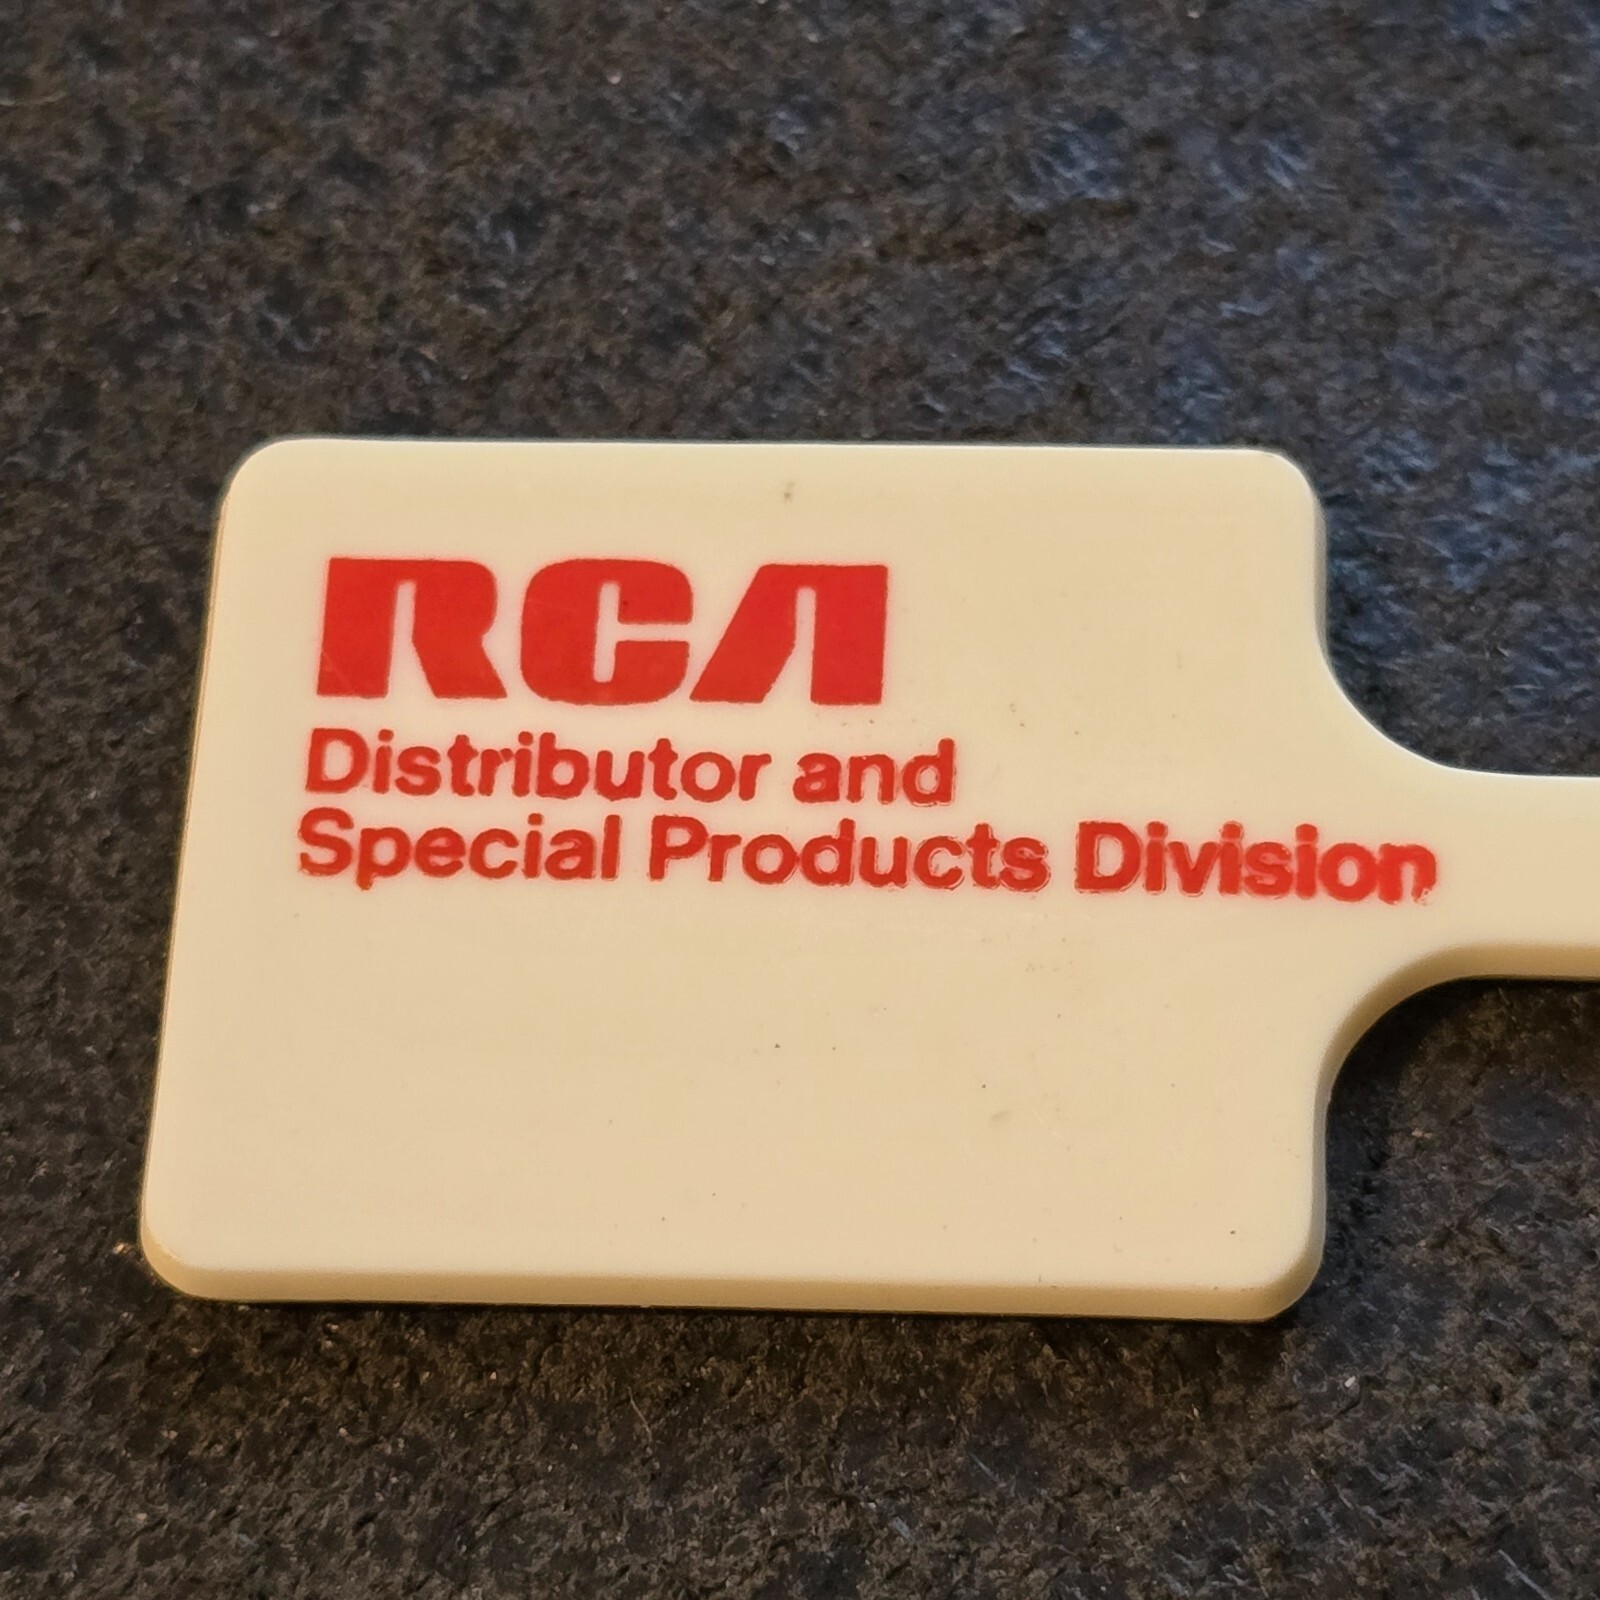 RCA
Distributor and
Special Products Division